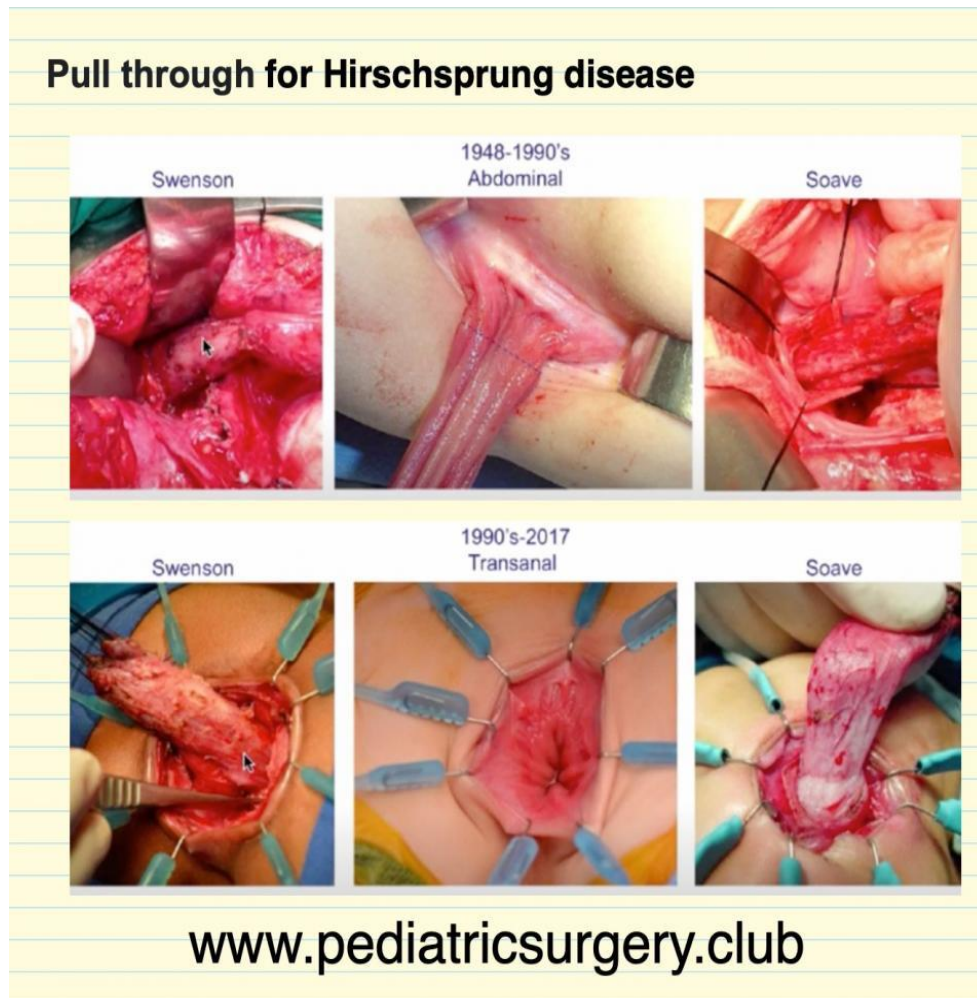 Pull through for Hirschsprung disease
1948-1990's
Swenson
Abdominal
Soave
1990's-2017
Swenson
Transanal
Soave
www.pediatricsurgery.club